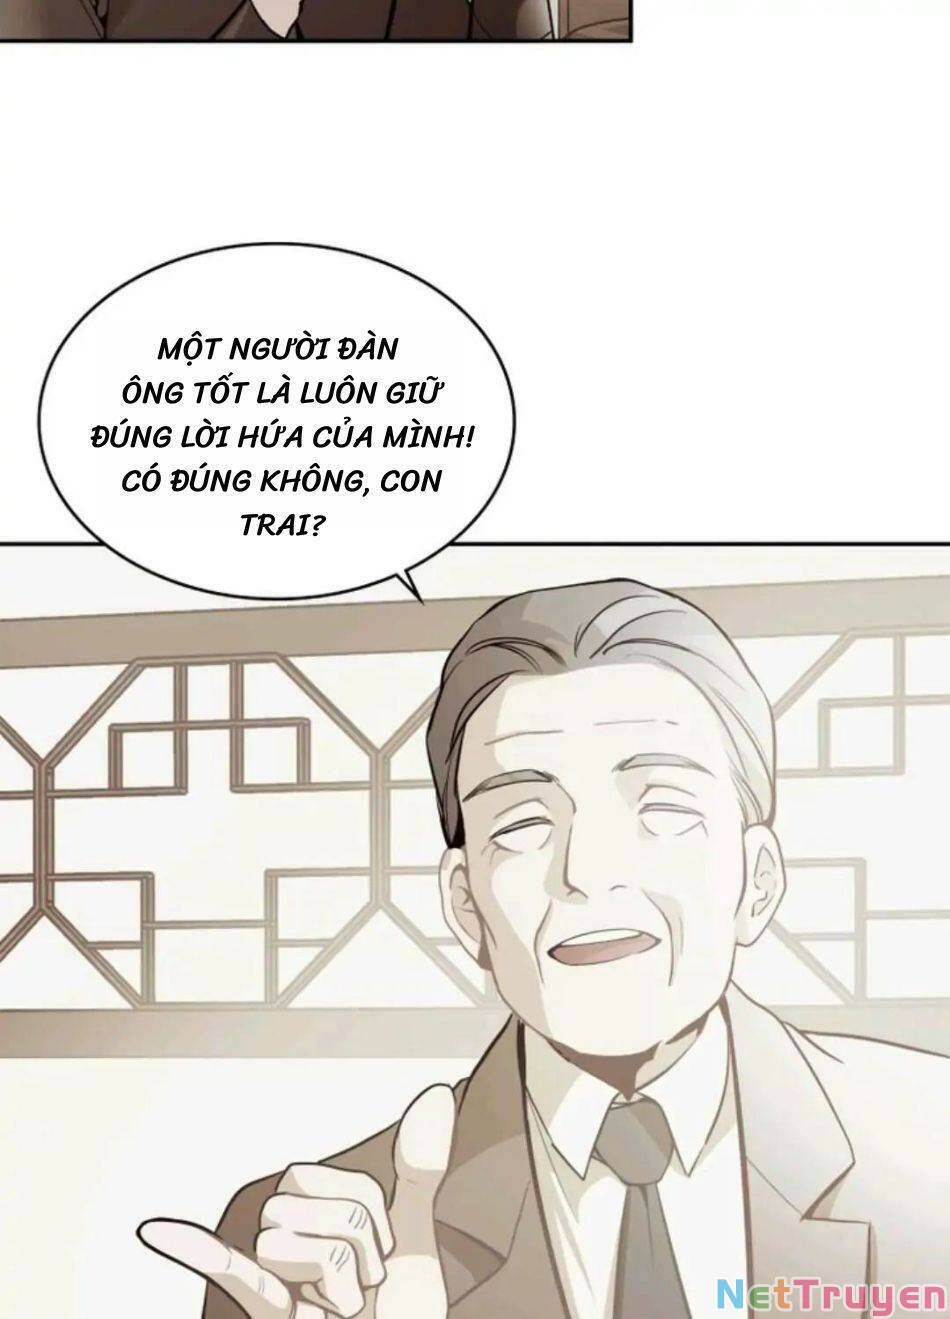 MỘT NGƯỜI ĐÀN
ÔNG TỐT LÀ LUÔN GIỮ
ĐÚNG LỜI HỨA CỦA MÌNH!
CÓ ĐÚNG KHÔNG, CON
TRAI?
NetTruyen